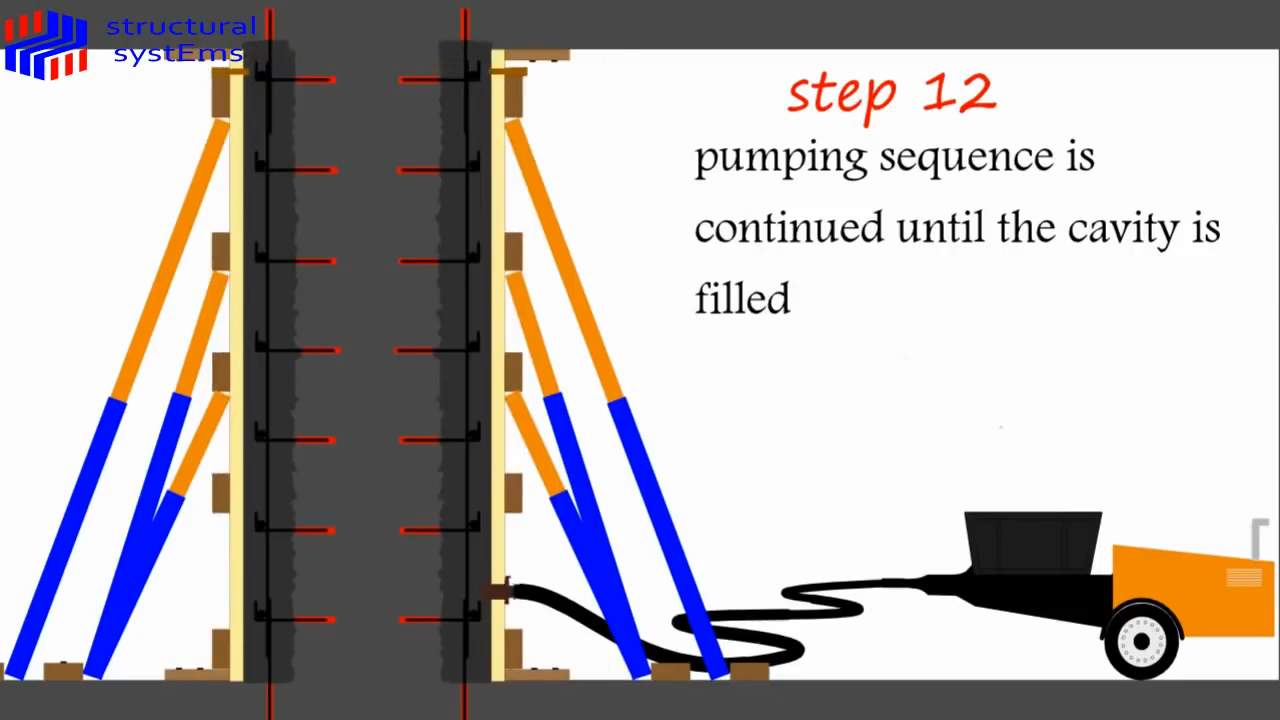 structural
systEms
step 12
pumping sequence is
continued until the cavity is
filled